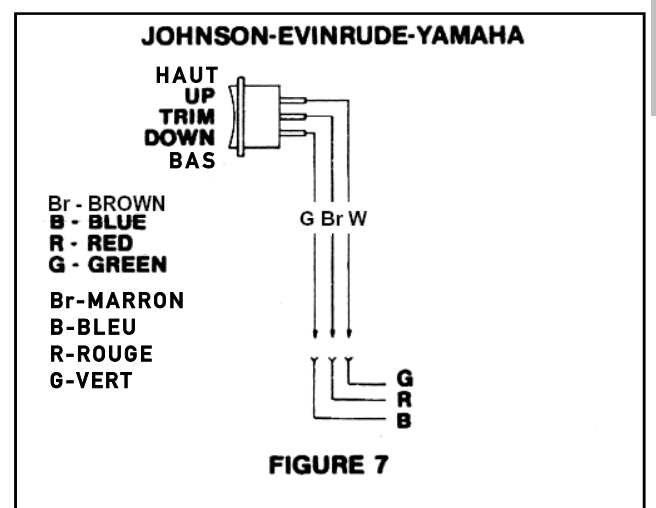 JOHNSON-EVINRUDE-YAMAHA
HAUT
UP
TRIM
DOWN
BAS
Br - BROWN
B - BLUE
R - RED
G - GREEN
Br-MARRON
B-BLEU
R-ROUGE
G-VERT
G Br W
G
R
B
FIGURE 7